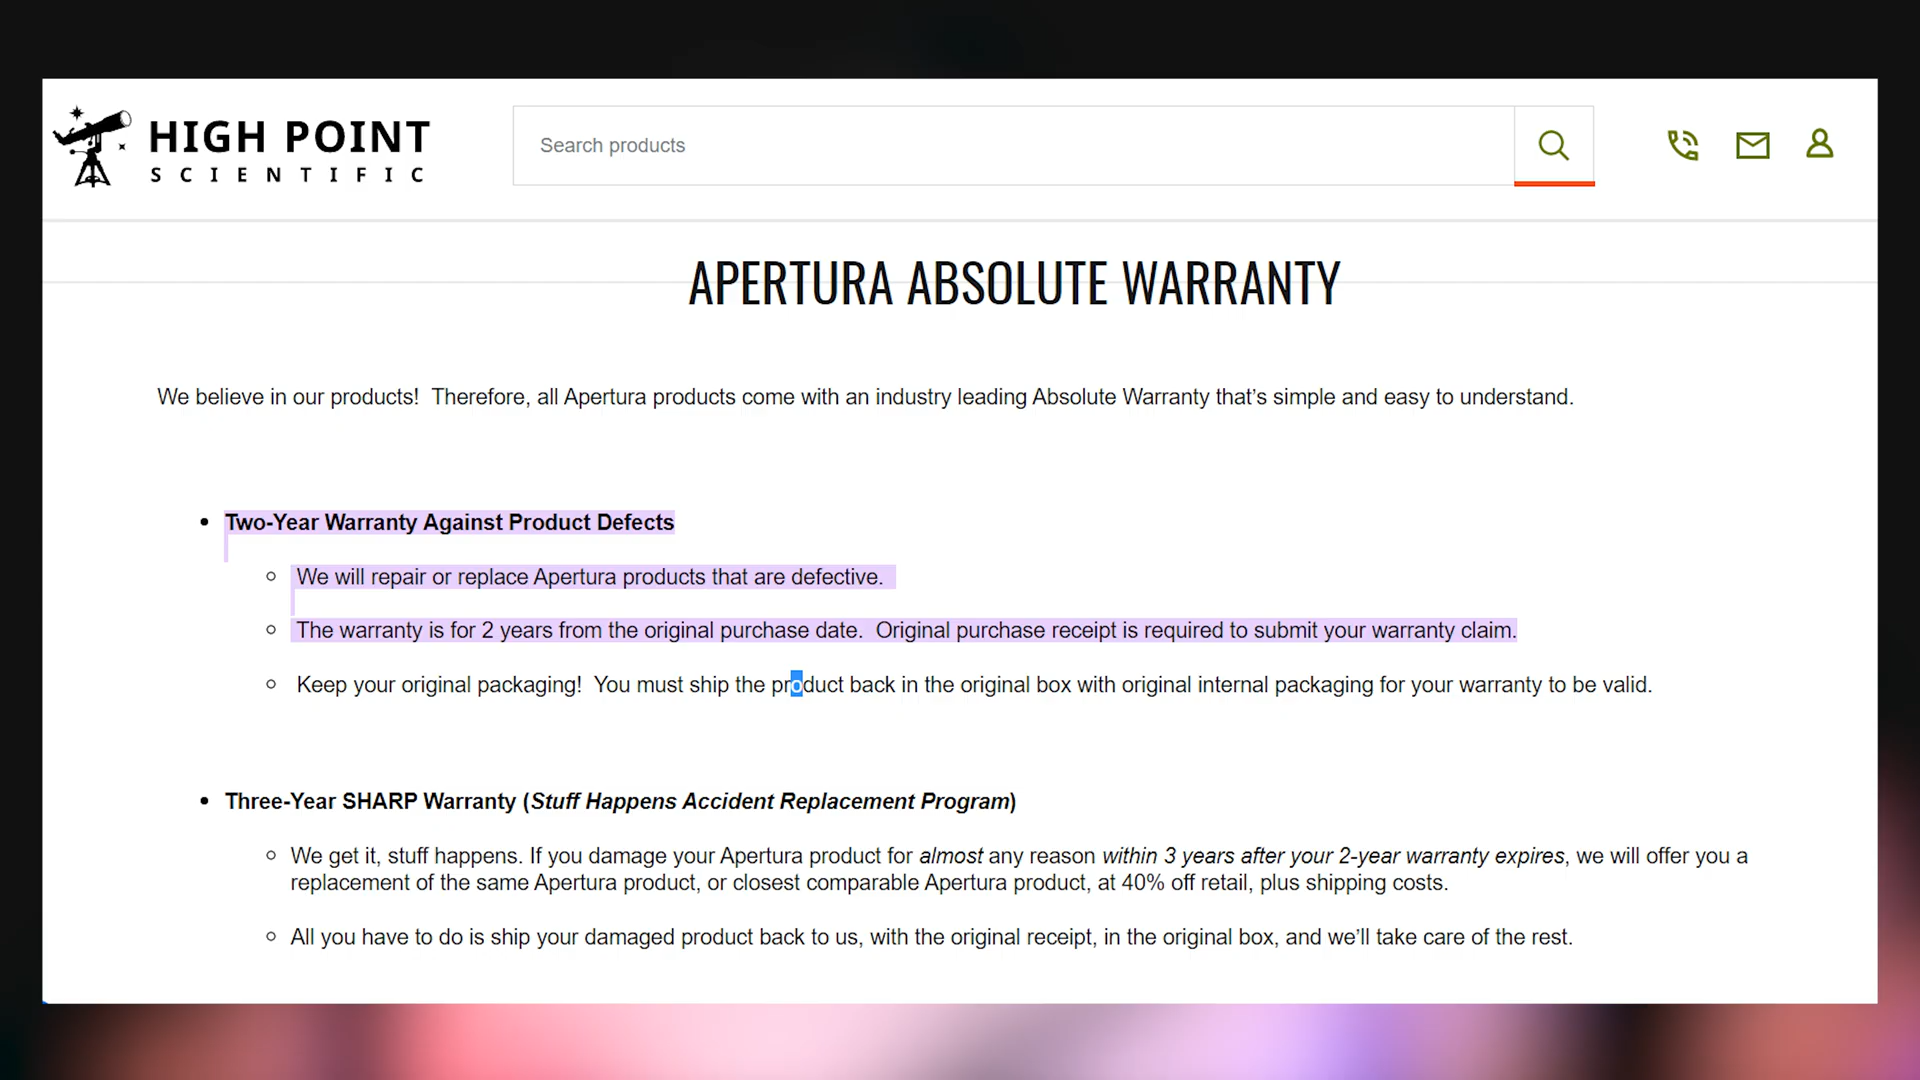 HIGH POINT
SCIENTIFIC
Search products
APERTURA ABSOLUTE WARRANTY
We believe in our products!  Therefore, all Apertura products come with an industry leading Absolute Warranty that’s simple and easy to understand.
Two-Year Warranty Against Product Defects
We will repair or replace Apertura products that are defective.
The warranty is for 2 years from the original purchase date.  Original purchase receipt is required to submit your warranty claim.
Keep your original packaging!  You must ship the product back in the original box with original internal packaging for your warranty to be valid.
Three-Year SHARP Warranty (Stuff Happens Accident Replacement Program)
We get it, stuff happens. If you damage your Apertura product for almost any reason within 3 years after your 2-year warranty expires, we will offer you a
replacement of the same Apertura product, or closest comparable Apertura product, at 40% off retail, plus shipping costs.
All you have to do is ship your damaged product back to us, with the original receipt, in the original box, and we’ll take care of the rest.